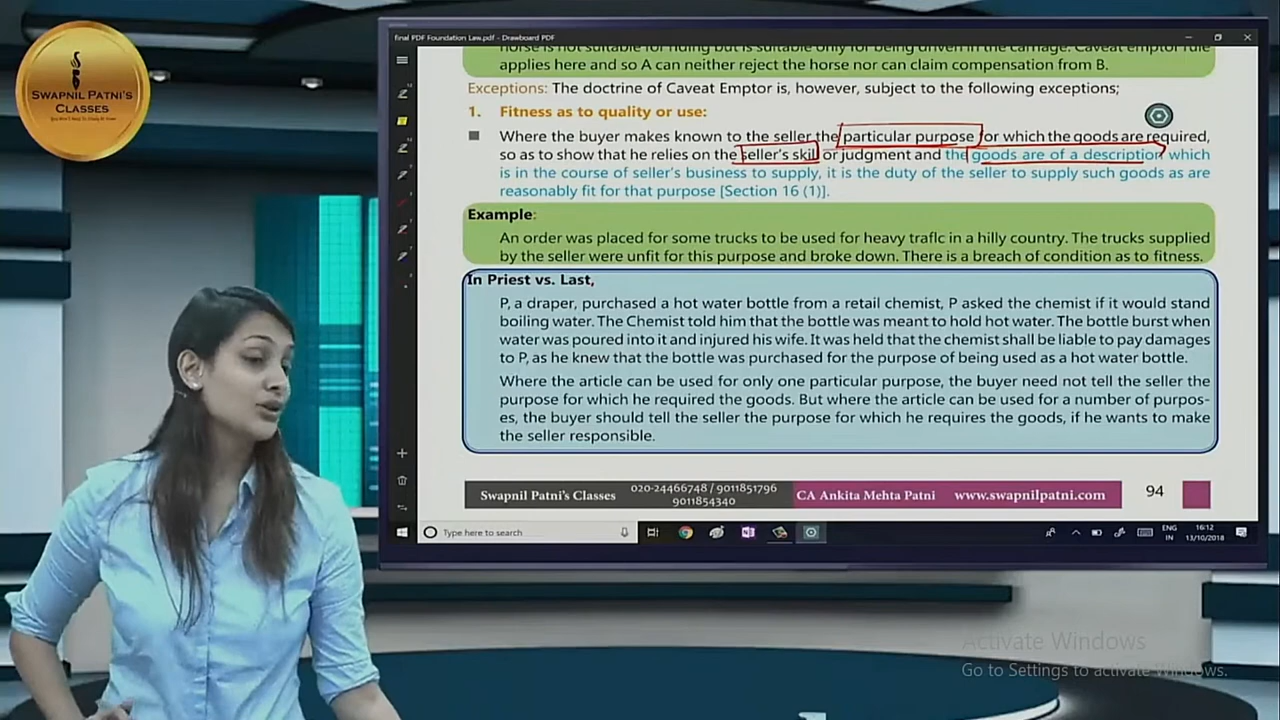 SWAPNIL PATNI'S
CLASSES
final PDF Foundation Law.pdf - Drawboard PDF
horse is not suitable for riding but is suitable only for being driven in the carriage. Caveat emptor rule
applies here and so A can neither reject the horse nor can claim compensation from B.
Exceptions: The doctrine of Caveat Emptor is, however, subject to the following exceptions;
1. Fitness as to quality or use:
Where the buyer makes known to the seller the particular purpose for which the goods are required,
so as to show that he relies on the seller's skill or judgment and the goods are of a description which
is in the course of seller's business to supply, it is the duty of the seller to supply such goods as are
reasonably fit for that purpose [Section 16 (1)].
Example:
An order was placed for some trucks to be used for heavy traflc in a hilly country. The trucks supplied
by the seller were unfit for this purpose and broke down. There is a breach of condition as to fitness.
In Priest vs. Last,
P, a draper, purchased a hot water bottle from a retail chemist, P asked the chemist if it would stand
boiling water. The Chemist told him that the bottle was meant to hold hot water. The bottle burst when
water was poured into it and injured his wife. It was held that the chemist shall be liable to pay damages
to P, as he knew that the bottle was purchased for the purpose of being used as a hot water bottle.
Where the article can be used for only one particular purpose, the buyer need not tell the seller the
purpose for which he required the goods. But where the article can be used for a number of purpos-
es, the buyer should tell the seller the purpose for which he requires the goods, if he wants to make
the seller responsible.
Swapnil Patni's Classes 020-24466748 / 9011851796
9011854340
CA Ankita Mehta Patni www.swapnilpatni.com 94
Type here to search
ENG
IN
16:12
13/10/2018
Activate Windows
Go to Settings to activate Windows.